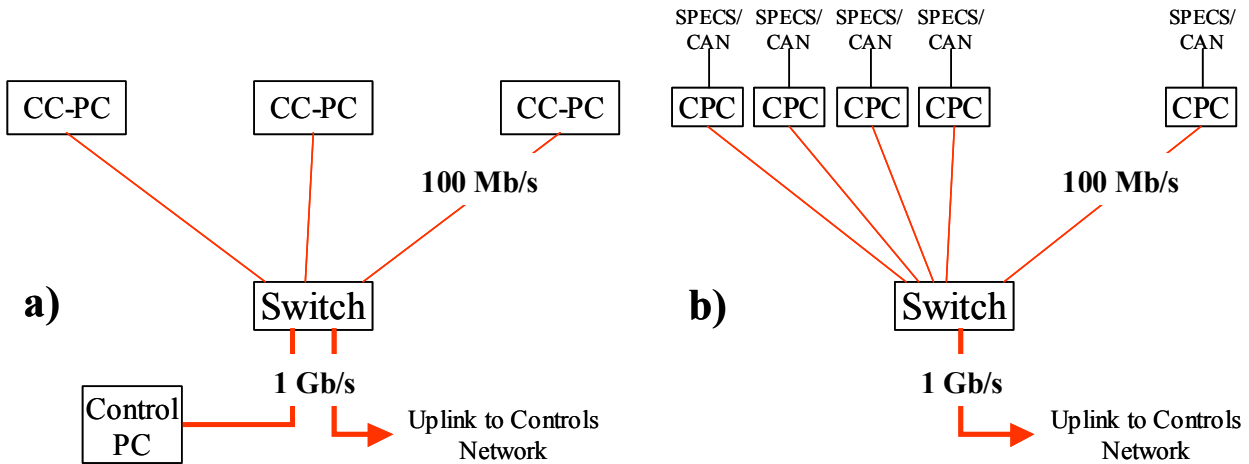 SPECS/
CAN
SPECS/
CAN
SPECS/
CAN
SPECS/
CAN
SPECS/
CAN
CC-PC
CC-PC
CC-PC
CPC
CPC
CPC
CPC
CPC
100 Mb/s
100 Mb/s
a)
Switch
b)
Switch
1 Gb/s
1 Gb/s
Control
PC
Uplink to Controls
Network
Uplink to Controls
Network